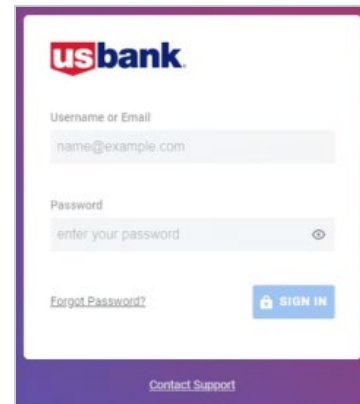 usbank
Username or Email
name@example.com
Password
enter your password
Forgot Password?
SIGN IN
Contact Support